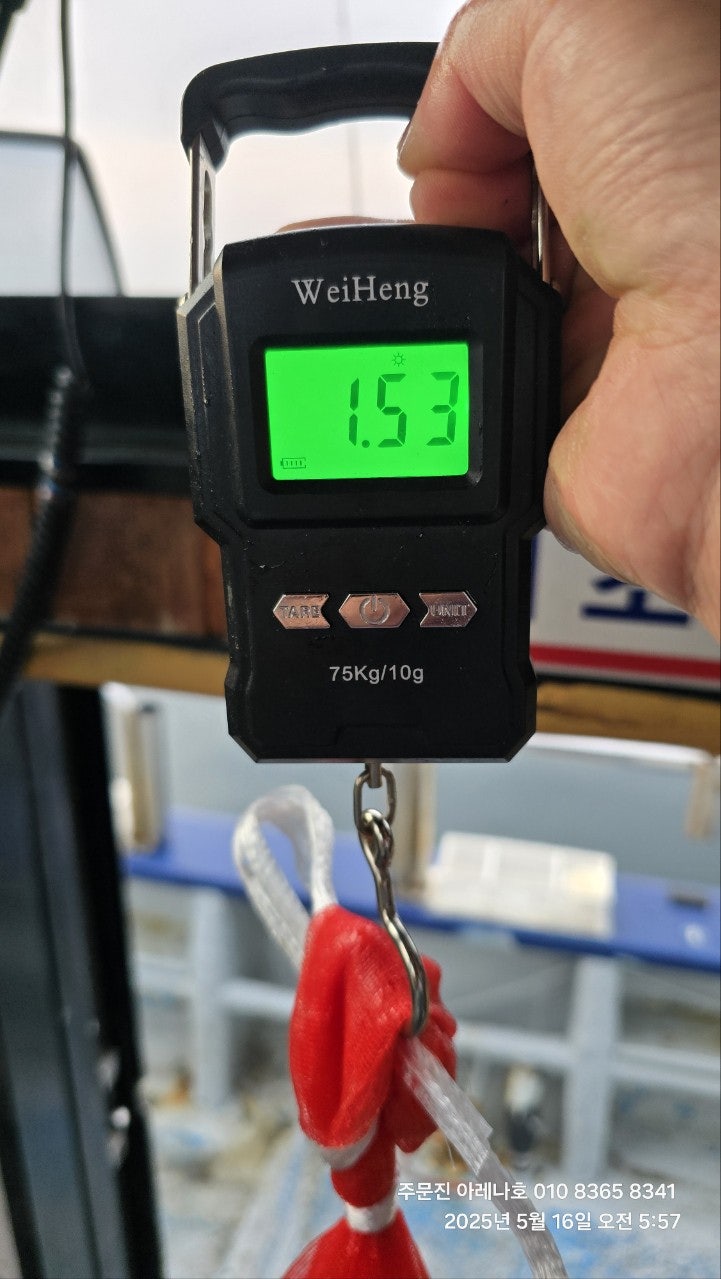 WeiHeng
1.53
TARE
UNIT
75Kg/10g
주문진 아레나호 010 8365 8341
2025년 5월 16일 오전 5:57